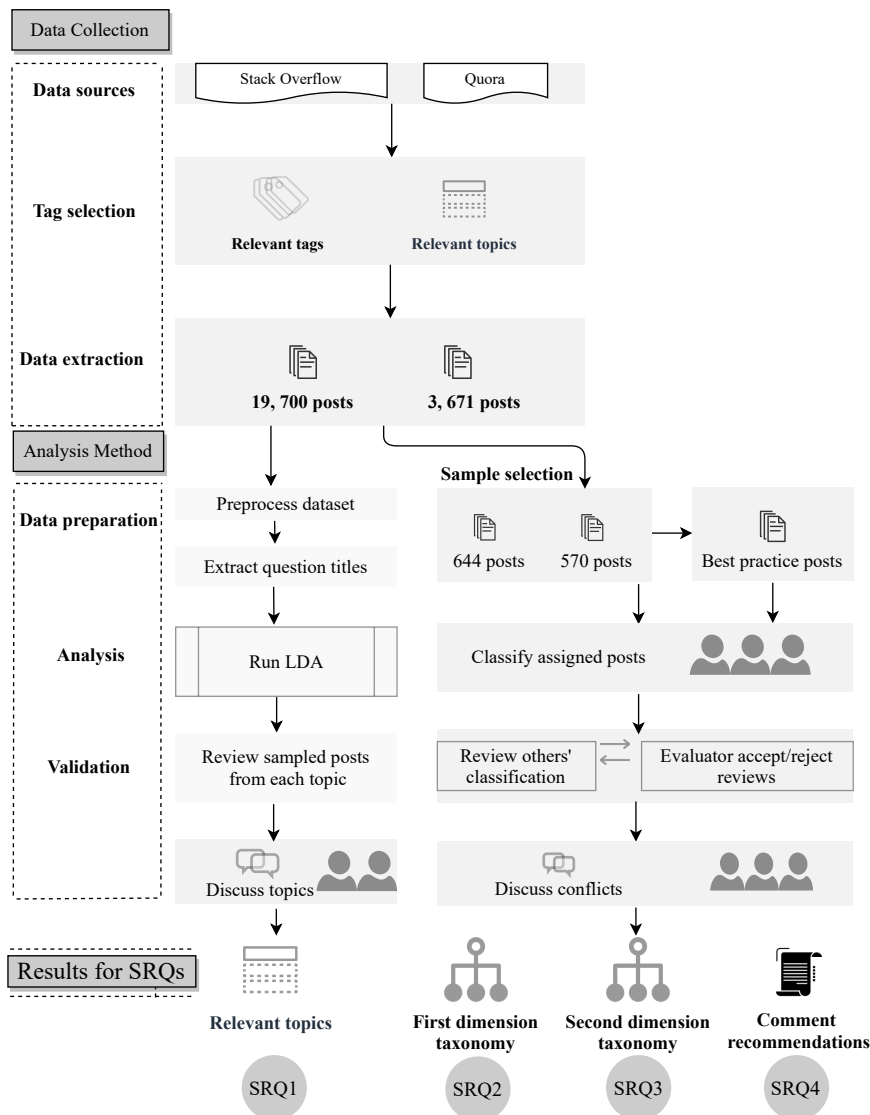 Data Collection
Data sources
Stack Overflow
Quora
Tag selection
Relevant tags
Relevant topics
Data extraction
19, 700 posts
3, 671 posts
Analysis Method
Sample selection
Data preparation
Preprocess dataset
644 posts
570 posts
Best practice posts
Extract question titles
Analysis
Run LDA
Classify assigned posts
Validation
Review sampled posts
from each topic
Review others'
classification
Evaluator accept/reject
reviews
Discuss topics
Discuss conflicts
Results for SRQs
Relevant topics
First dimension
taxonomy
Second dimension
taxonomy
Comment
recommendations
SRQ1
SRQ2
SRQ3
SRQ4